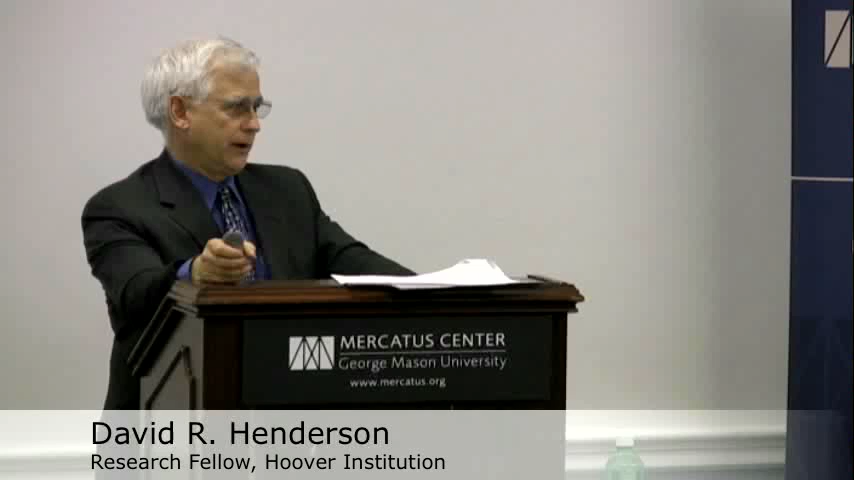 MERCATUS CENTER
George Mason University
www.mercatus.org
David R. Henderson
Research Fellow, Hoover Institution